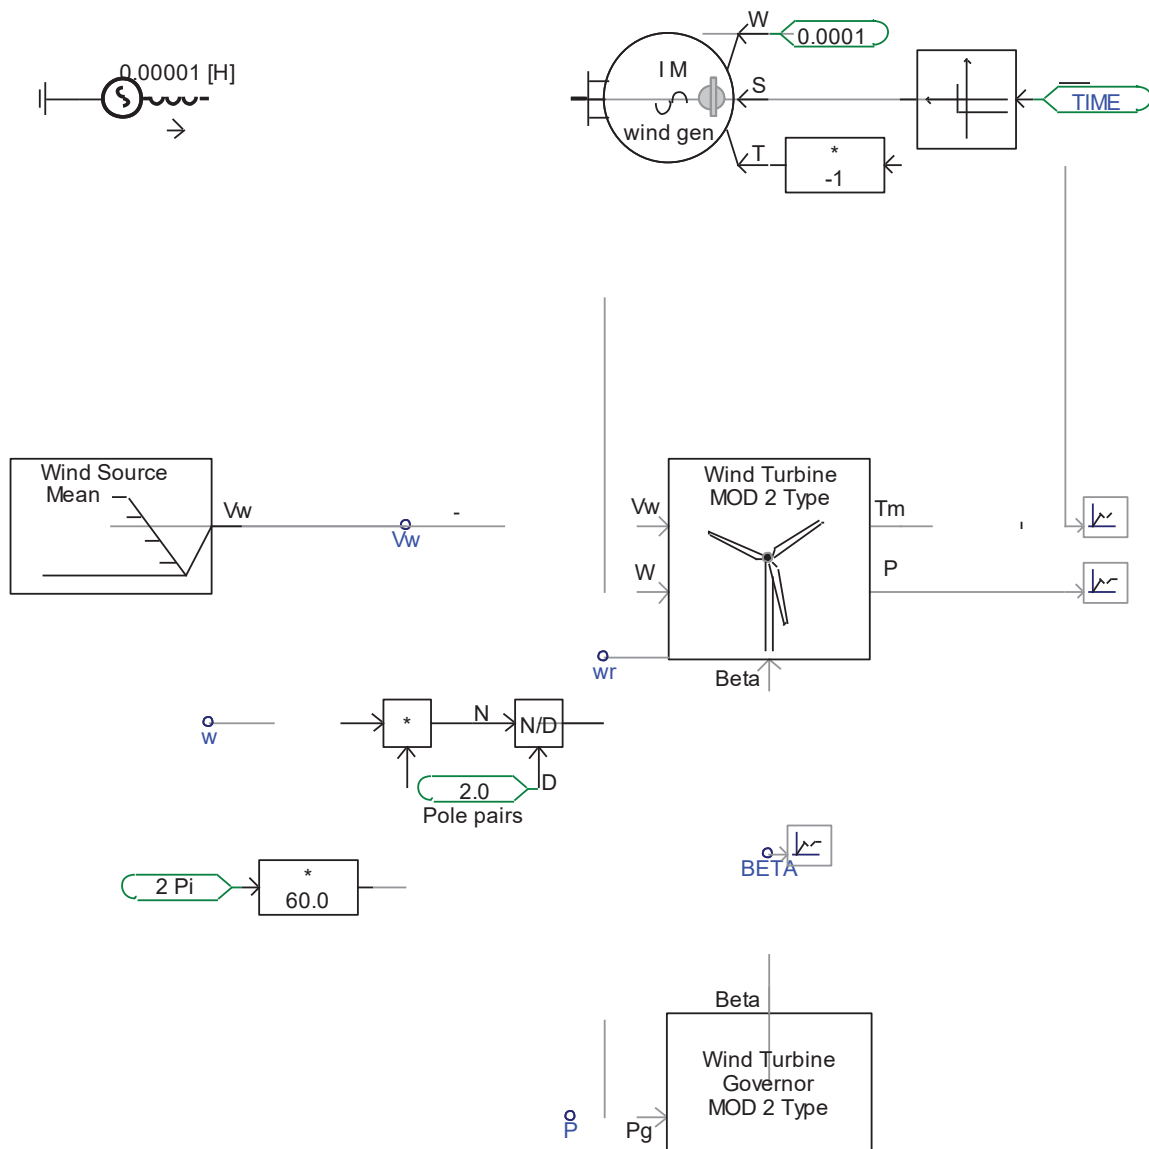 W
0.0001
0.00001 [H]
I M
S
TIME
wind gen
T
*
-1
Wind Source
Mean
Vw
Vw
Wind Turbine
MOD 2 Type
Vw
W
Tm
P
wr
Beta
w
*
N
N/D
D
2.0
Pole pairs
BETA
2 Pi
*
60.0
Beta
Wind Turbine
Governor
MOD 2 Type
P
Pg